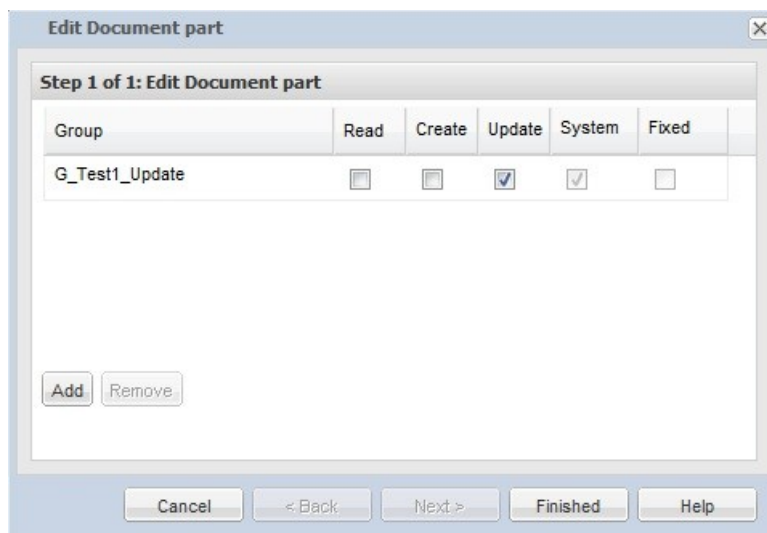 Edit Document part
Step 1 of 1: Edit Document part
Group Read Create Update System Fixed
G_Test1_Update
Add Remove
Cancel < Back Next > Finished Help